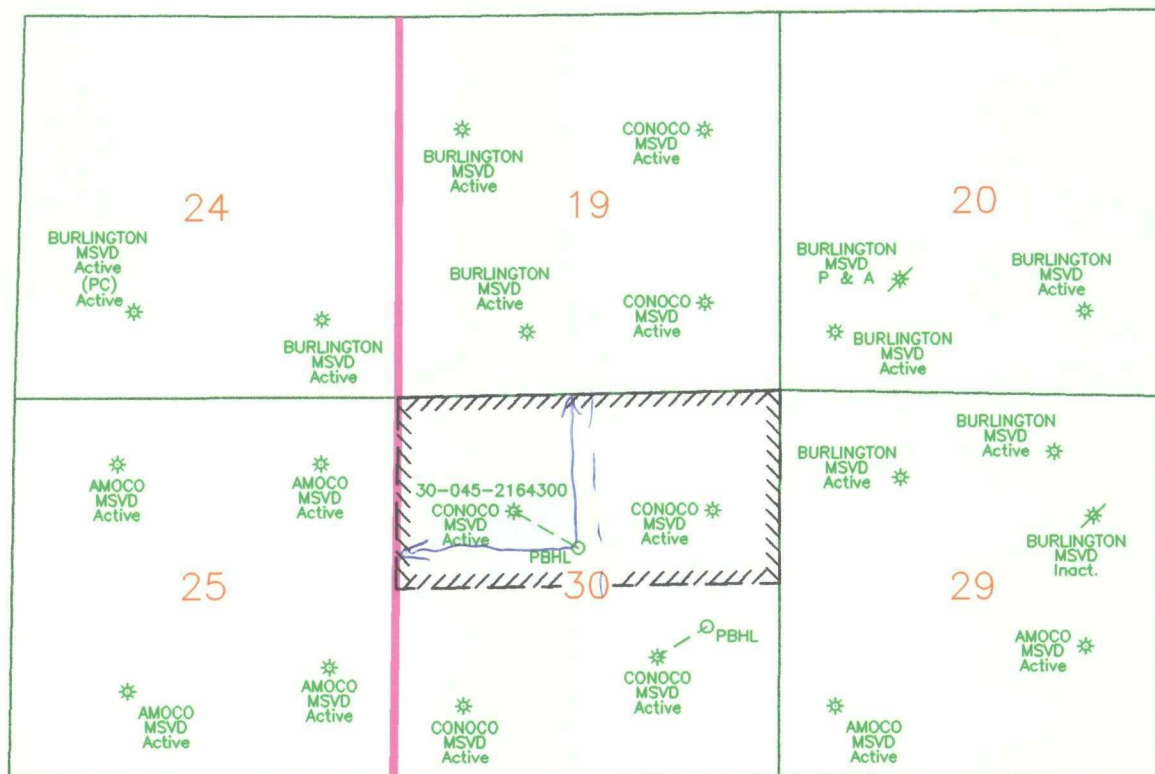 24
BURLINGTON
MSVD
Active
(PC)
Active
BURLINGTON
MSVD
Active
BURLINGTON
MSVD
Active
CONOCO
MSVD
Active
19
BURLINGTON
MSVD
Active
CONOCO
MSVD
Active
20
BURLINGTON
MSVD
P & A
BURLINGTON
MSVD
Active
BURLINGTON
MSVD
Active
AMOCO
MSVD
Active
AMOCO
MSVD
Active
25
AMOCO
MSVD
Active
AMOCO
MSVD
Active
30-045-2164300
CONOCO
MSVD
Active
PBHL
CONOCO
MSVD
Active
30
PBHL
CONOCO
MSVD
Active
CONOCO
MSVD
Active
BURLINGTON
MSVD
Active
BURLINGTON
MSVD
Active
BURLINGTON
MSVD
Inact.
29
AMOCO
MSVD
Active
AMOCO
MSVD
Active